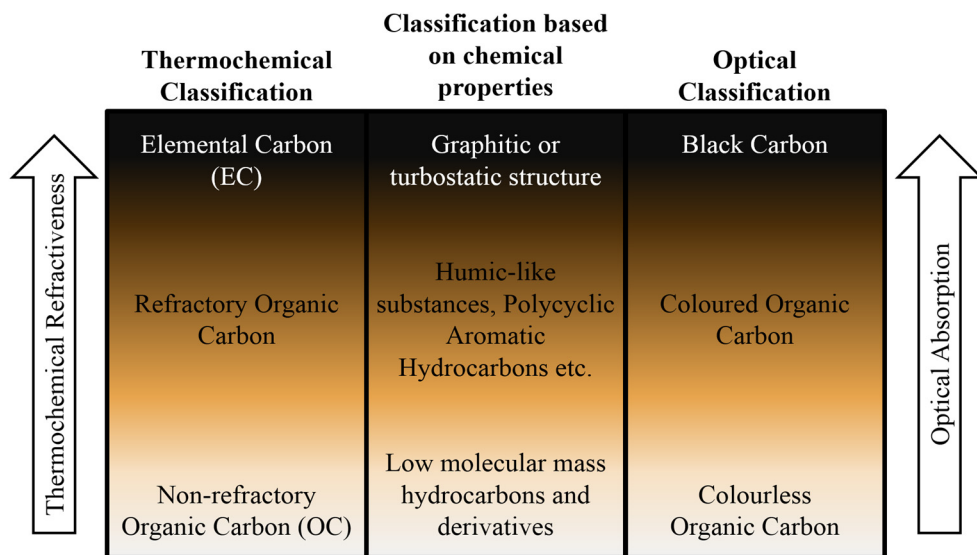 Thermochemical
Classification
Classification based
on chemical
properties
Optical
Classification
Thermochemical Refractiveness
Elemental Carbon
(EC)
Graphitic or
turbostatic structure
Black Carbon
Refractory Organic
Carbon
Humic-like
substances, Polycyclic
Aromatic
Hydrocarbons etc.
Coloured Organic
Carbon
Non-refractory
Organic Carbon (OC)
Low molecular mass
hydrocarbons and
derivatives
Colourless
Organic Carbon
Optical Absorption